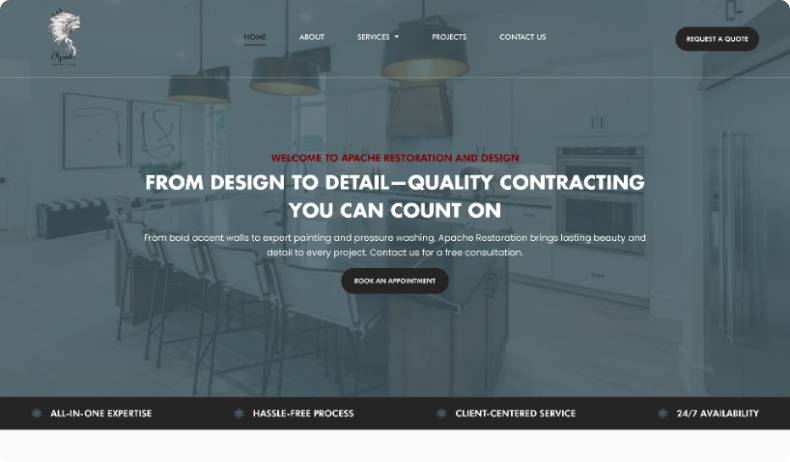 Apache
HOME
ABOUT
SERVICES
PROJECTS
CONTACT US
REQUEST A QUOTE
WELCOME TO APACHE RESTORATION AND DESIGN
FROM DESIGN TO DETAIL—QUALITY CONTRACTING
YOU CAN COUNT ON
From bold accent walls to expert painting and pressure washing, Apache Restoration brings lasting beauty and
detail to every project. Contact us for a free consultation.
BOOK AN APPOINTMENT
ALL-IN-ONE EXPERTISE
HASSLE-FREE PROCESS
CLIENT-CENTERED SERVICE
24/7 AVAILABILITY